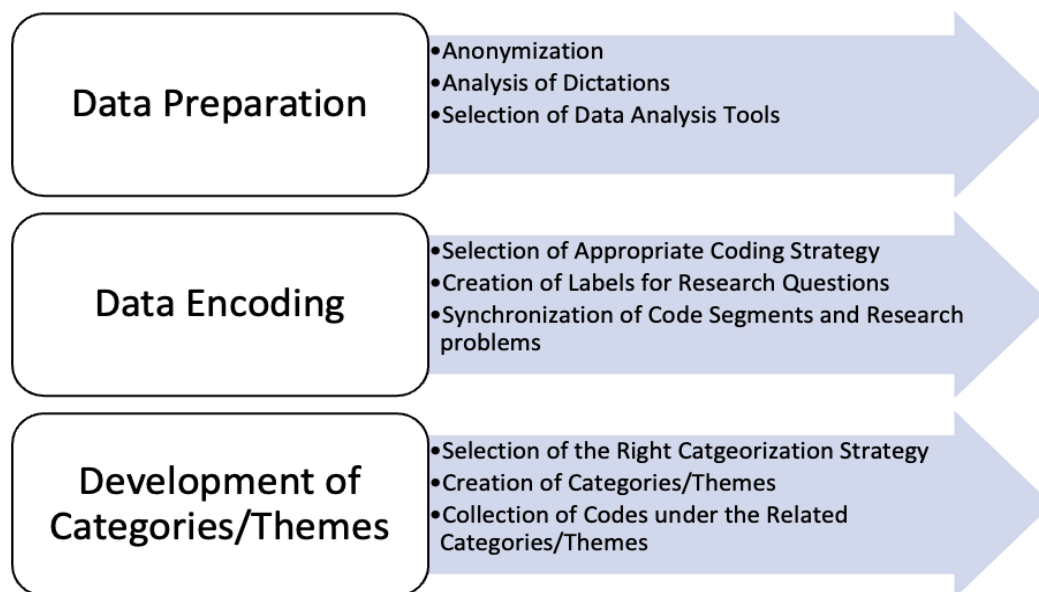 Data Preparation
•Anonymization
•Analysis of Dictations
•Selection of Data Analysis Tools
Data Encoding
•Selection of Appropriate Coding Strategy
•Creation of Labels for Research Questions
•Synchronization of Code Segments and Research
problems
Development of
Categories/Themes
•Selection of the Right Catgeorization Strategy
•Creation of Categories/Themes
•Collection of Codes under the Related
Categories/Themes